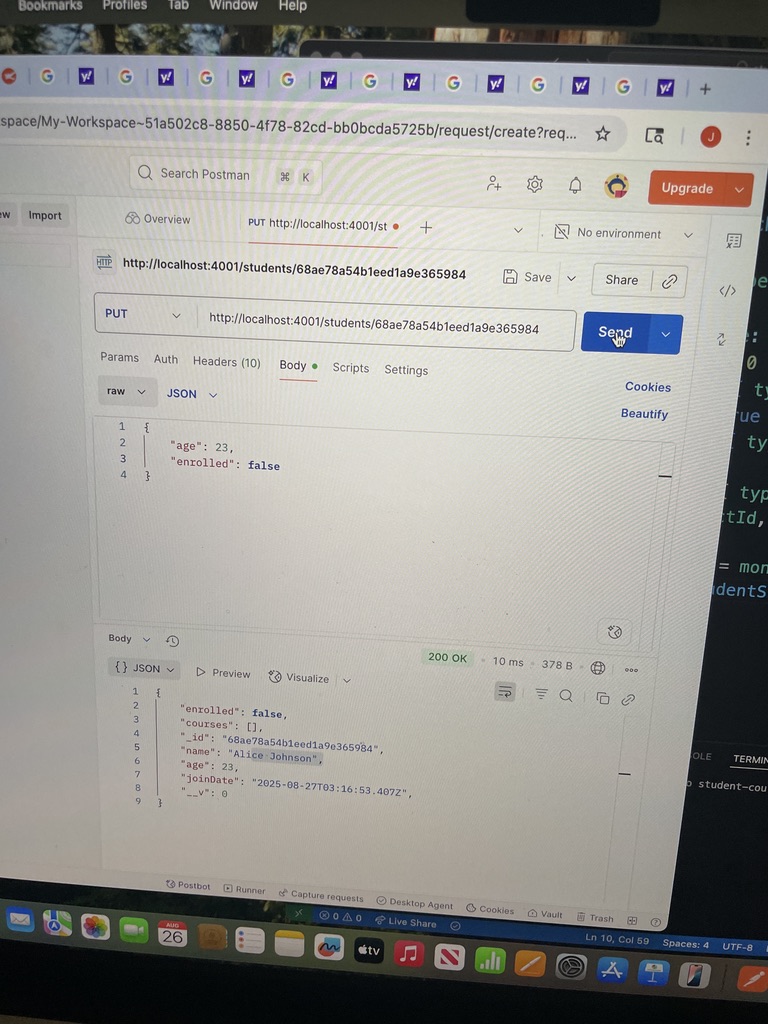 Bookmarks Profiles Tab Window Help
G y! G y! G y! G y! G y! G y! G y! G y! +
space/My-Workspace~51a502c8-8850-4f78-82cd-bb0bcda5725b/request/create?req...
J
Search Postman ⌘ K
Upgrade
ew Import
Overview
PUT http://localhost:4001/st
+
No environment
HTTP http://localhost:4001/students/68ae78a54b1eed1a9e365984
Save
Share
</>
PUT
http://localhost:4001/students/68ae78a54b1eed1a9e365984
Send
Params Auth Headers (10) Body Scripts Settings
Cookies
raw JSON
Beautify
1 {
2 "age": 23,
3 "enrolled": false
4 }
Body
200 OK 10 ms 378 B
{} JSON Preview Visualize
1 {
2 "enrolled": false,
3 "courses": [],
4 "_id": "68ae78a54b1eed1a9e365984",
5 "name": "Alice Johnson",
6 "age": 23,
7 "joinDate": "2025-08-27T03:16:53.407Z",
8 "__v": 0
9 }
Postbot Runner Capture requests Desktop Agent Cookies Vault Trash
0 0 Live Share
Ln 10, Col 59 Spaces: 4 UTF-8
AUG
26
tv
0
ty
ue
ty
typ
tId,
= mon
dentS
OLE TERMIN
student-cou